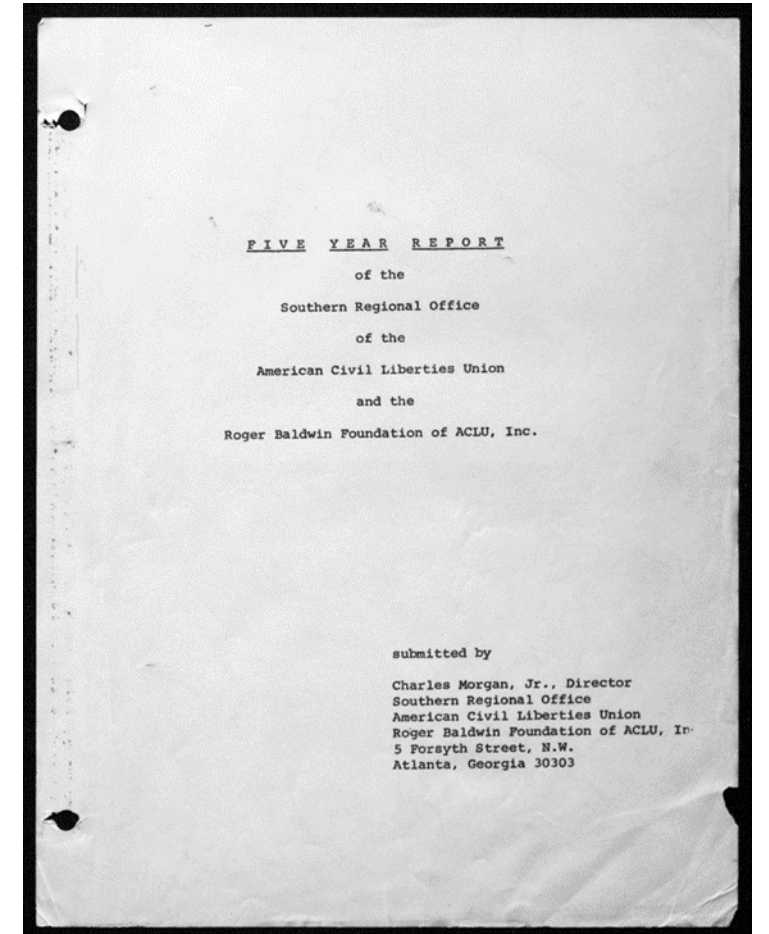 FIVE YEAR REPORT
of the
Southern Regional Office
of the
American Civil Liberties Union
and the
Roger Baldwin Foundation of ACLU, Inc.
submitted by
Charles Morgan, Jr., Director
Southern Regional Office
American Civil Liberties Union
Roger Baldwin Foundation of ACLU, In
5 Forsyth Street, N.W.
Atlanta, Georgia 30303